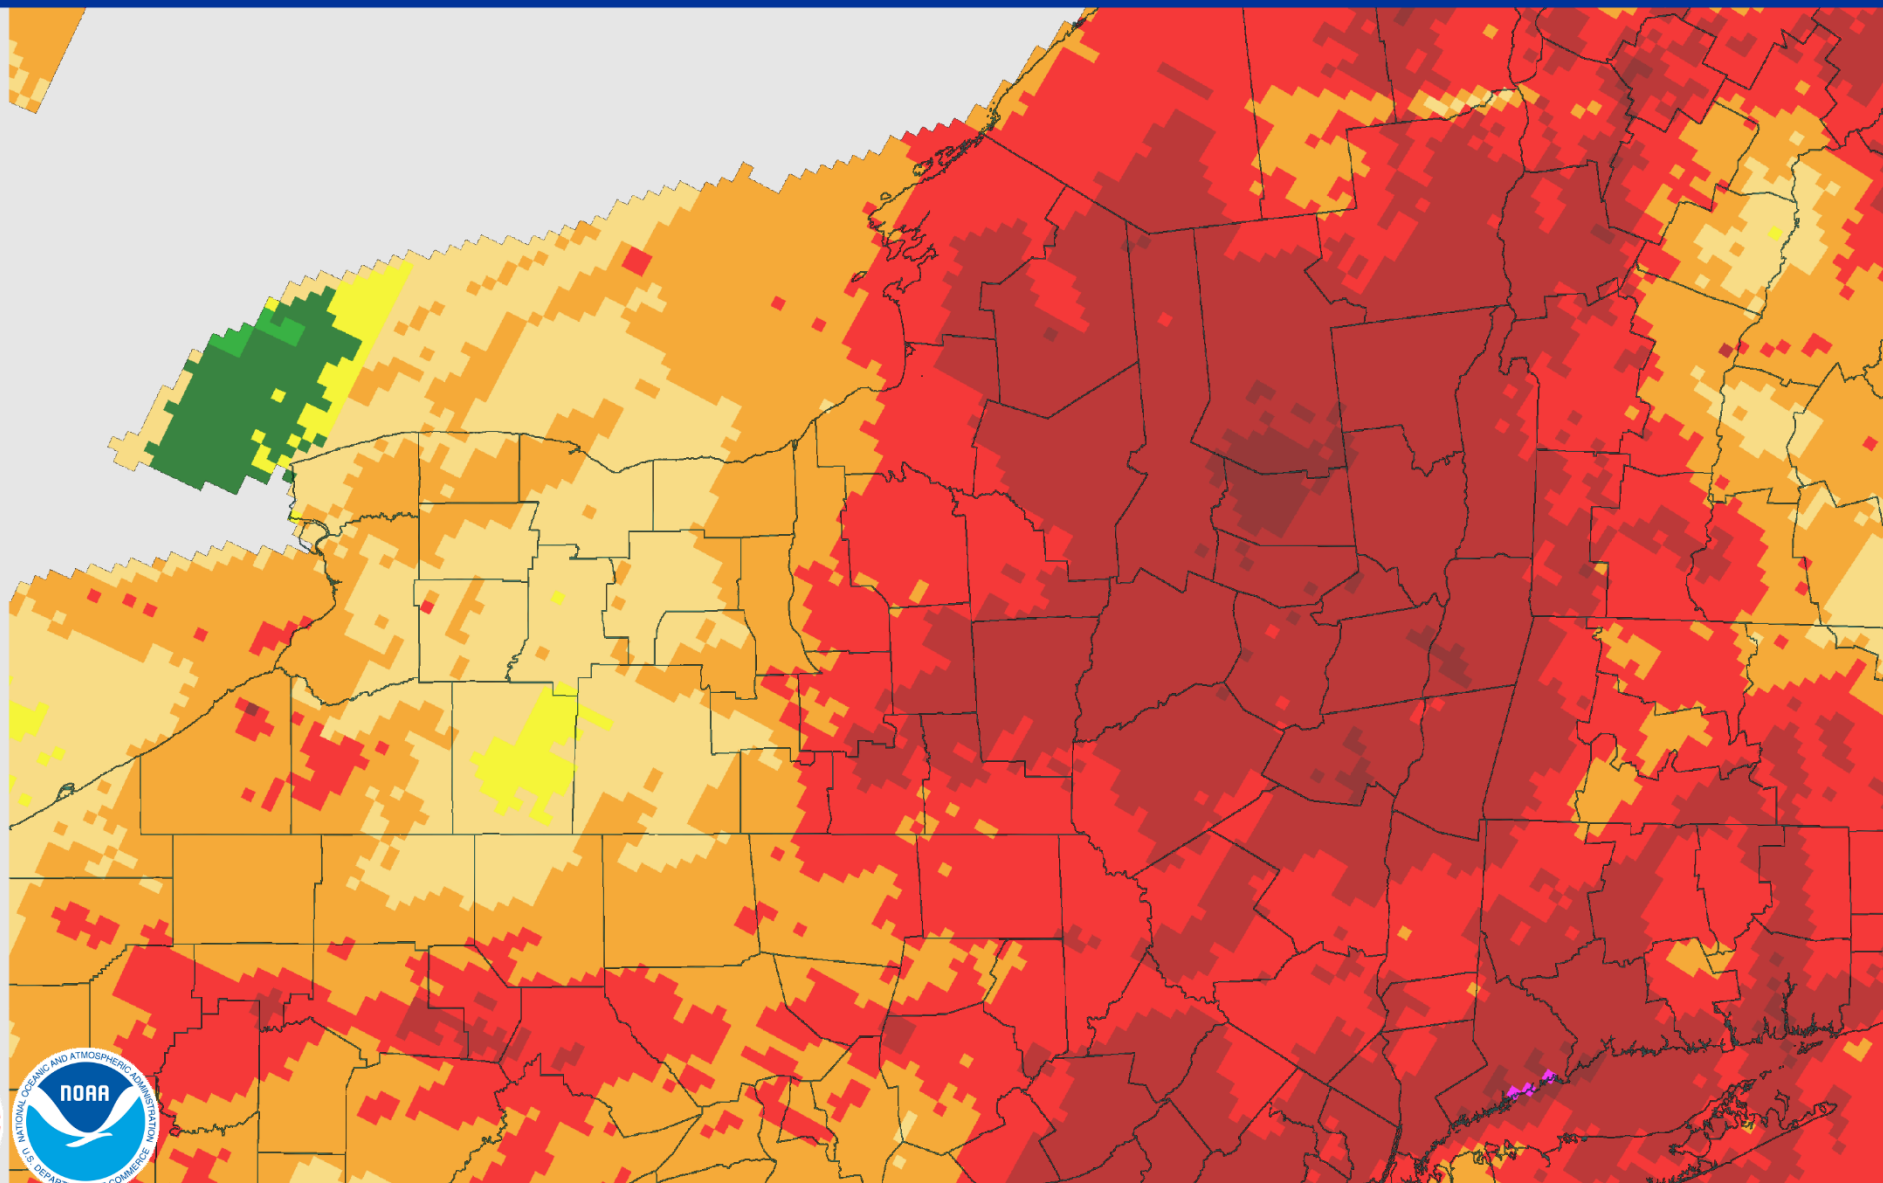 NATIONAL OCEANIC AND ATMOSPHERIC ADMINISTRATION
NOAA
U.S. DEPARTMENT OF COMMERCE